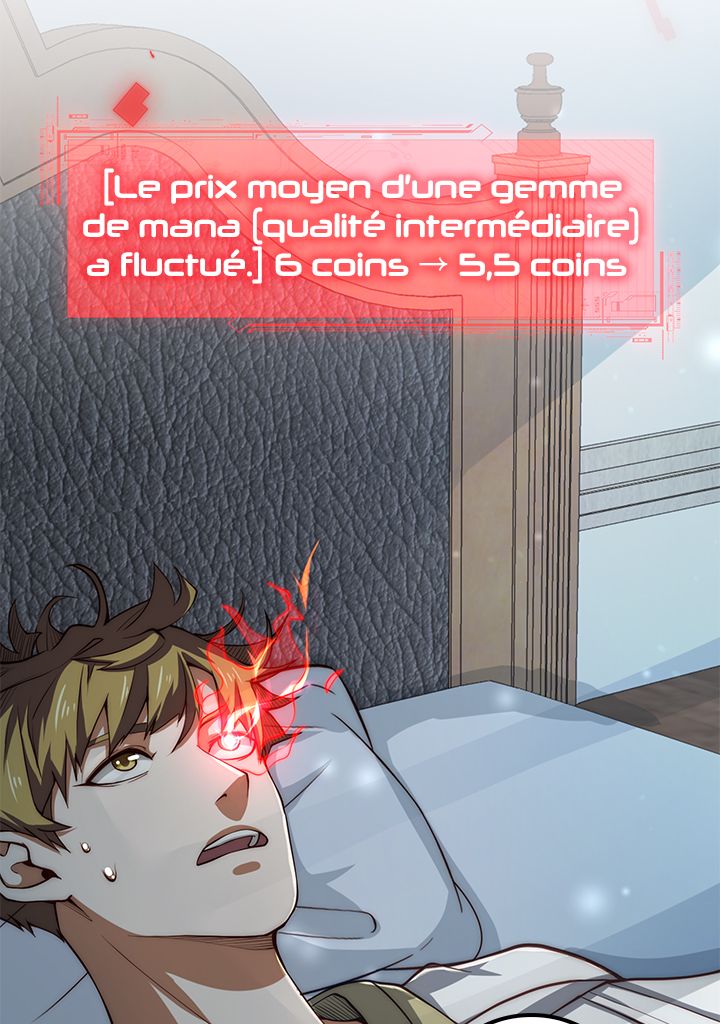 [Le prix moyen d'une gemme
de mana (qualité intermédiaire)
a fluctué.] 6 coins → 5,5 coins